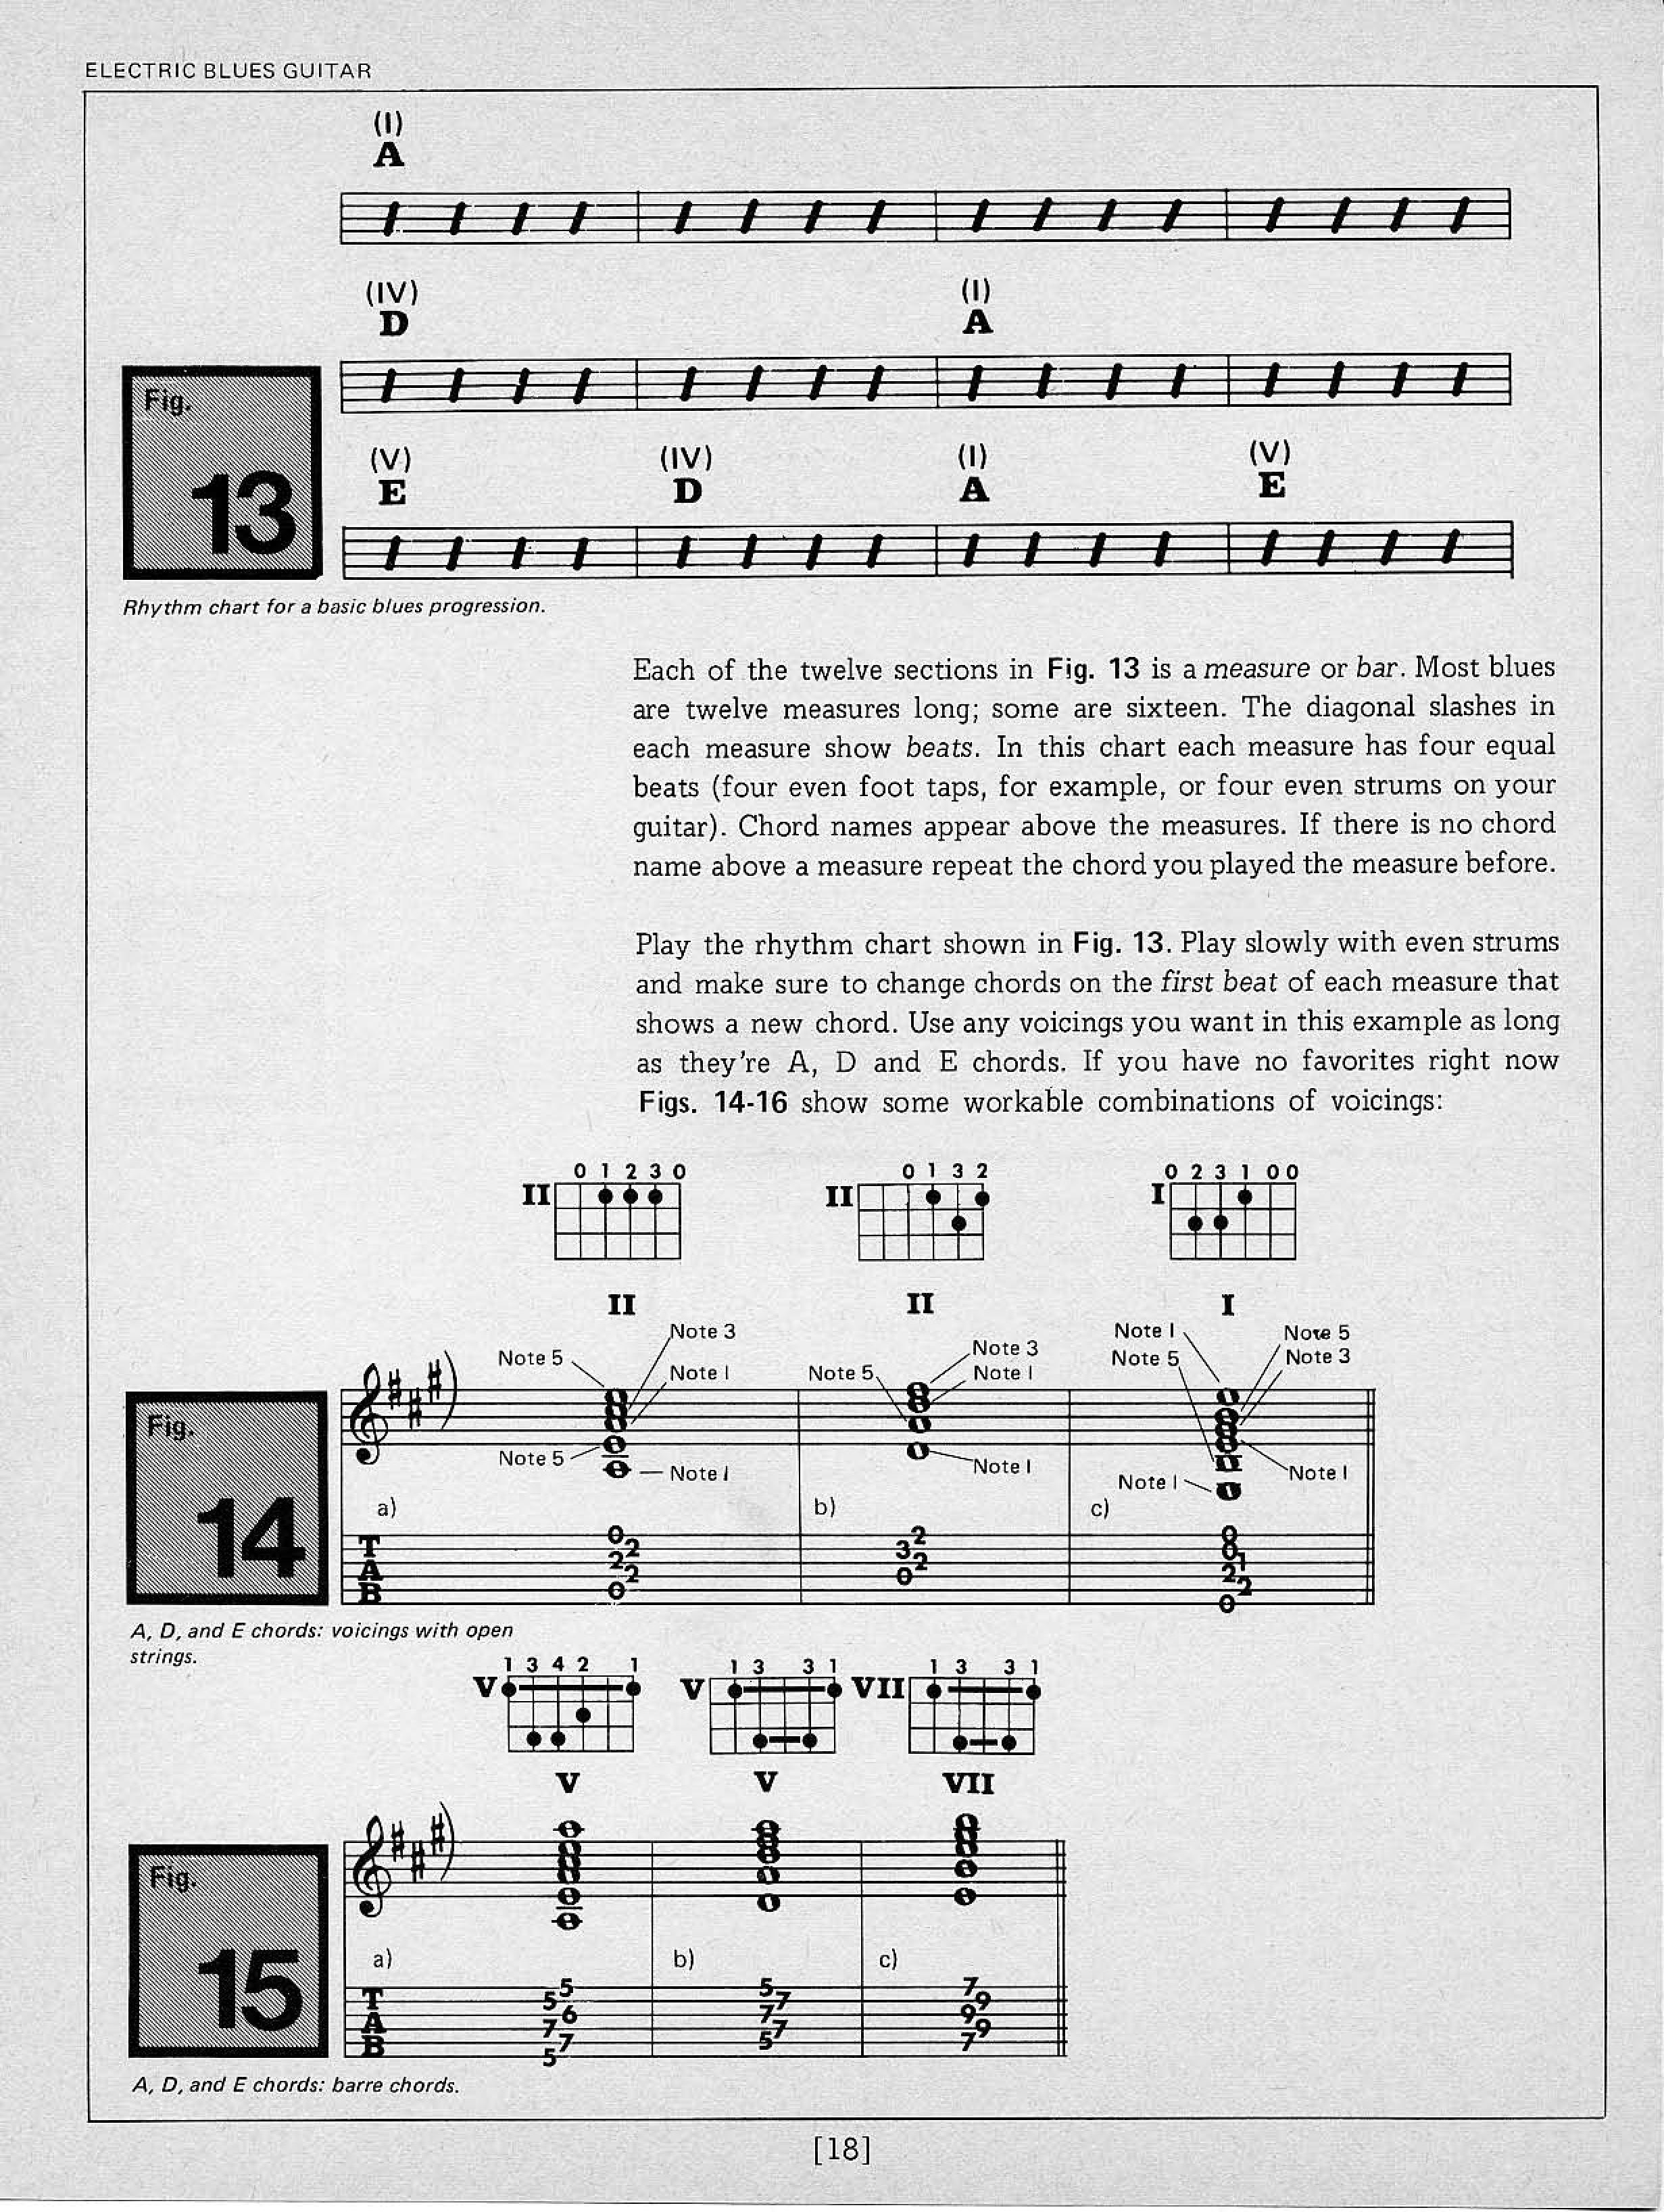 ELECTRIC BLUES GUITAR
(I)
A
(IV) (I)
D A
Fig.
13
(V) (IV) (I) (V)
E D A E
Rhythm chart for a basic blues progression.
Each of the twelve sections in Fig. 13 is a measure or bar. Most blues
are twelve measures long; some are sixteen. The diagonal slashes in
each measure show beats. In this chart each measure has four equal
beats (four even foot taps, for example, or four even strums on your
guitar). Chord names appear above the measures. If there is no chord
name above a measure repeat the chord you played the measure before.
Play the rhythm chart shown in Fig. 13. Play slowly with even strums
and make sure to change chords on the first beat of each measure that
shows a new chord. Use any voicings you want in this example as long
as they're A, D and E chords. If you have no favorites right now
Figs. 14-16 show some workable combinations of voicings:
0 1 2 3 0 0 1 3 2 0 2 3 1 0 0
II II I
II II I
Note 3 Note 1 Note 5
Note 5 Note 3 Note 5 Note 3
Note 1 Note 5 Note 1
Note 5 Note 1 Note 1 Note 1 Note 1
Fig.
14
a) b) c)
T 0 2 2 2 0 2 3 2 0 0 0 1 2 2 0
A
B
A, D, and E chords: voicings with open
strings.
1 3 4 2 1 1 3 3 1 1 3 3 1
V V VII
V V VII
Fig.
15
a) b) c)
T 5 5 6 7 7 5 5 7 7 7 5 7 9 9 9 7
A
B
A, D, and E chords: barre chords.
[18]